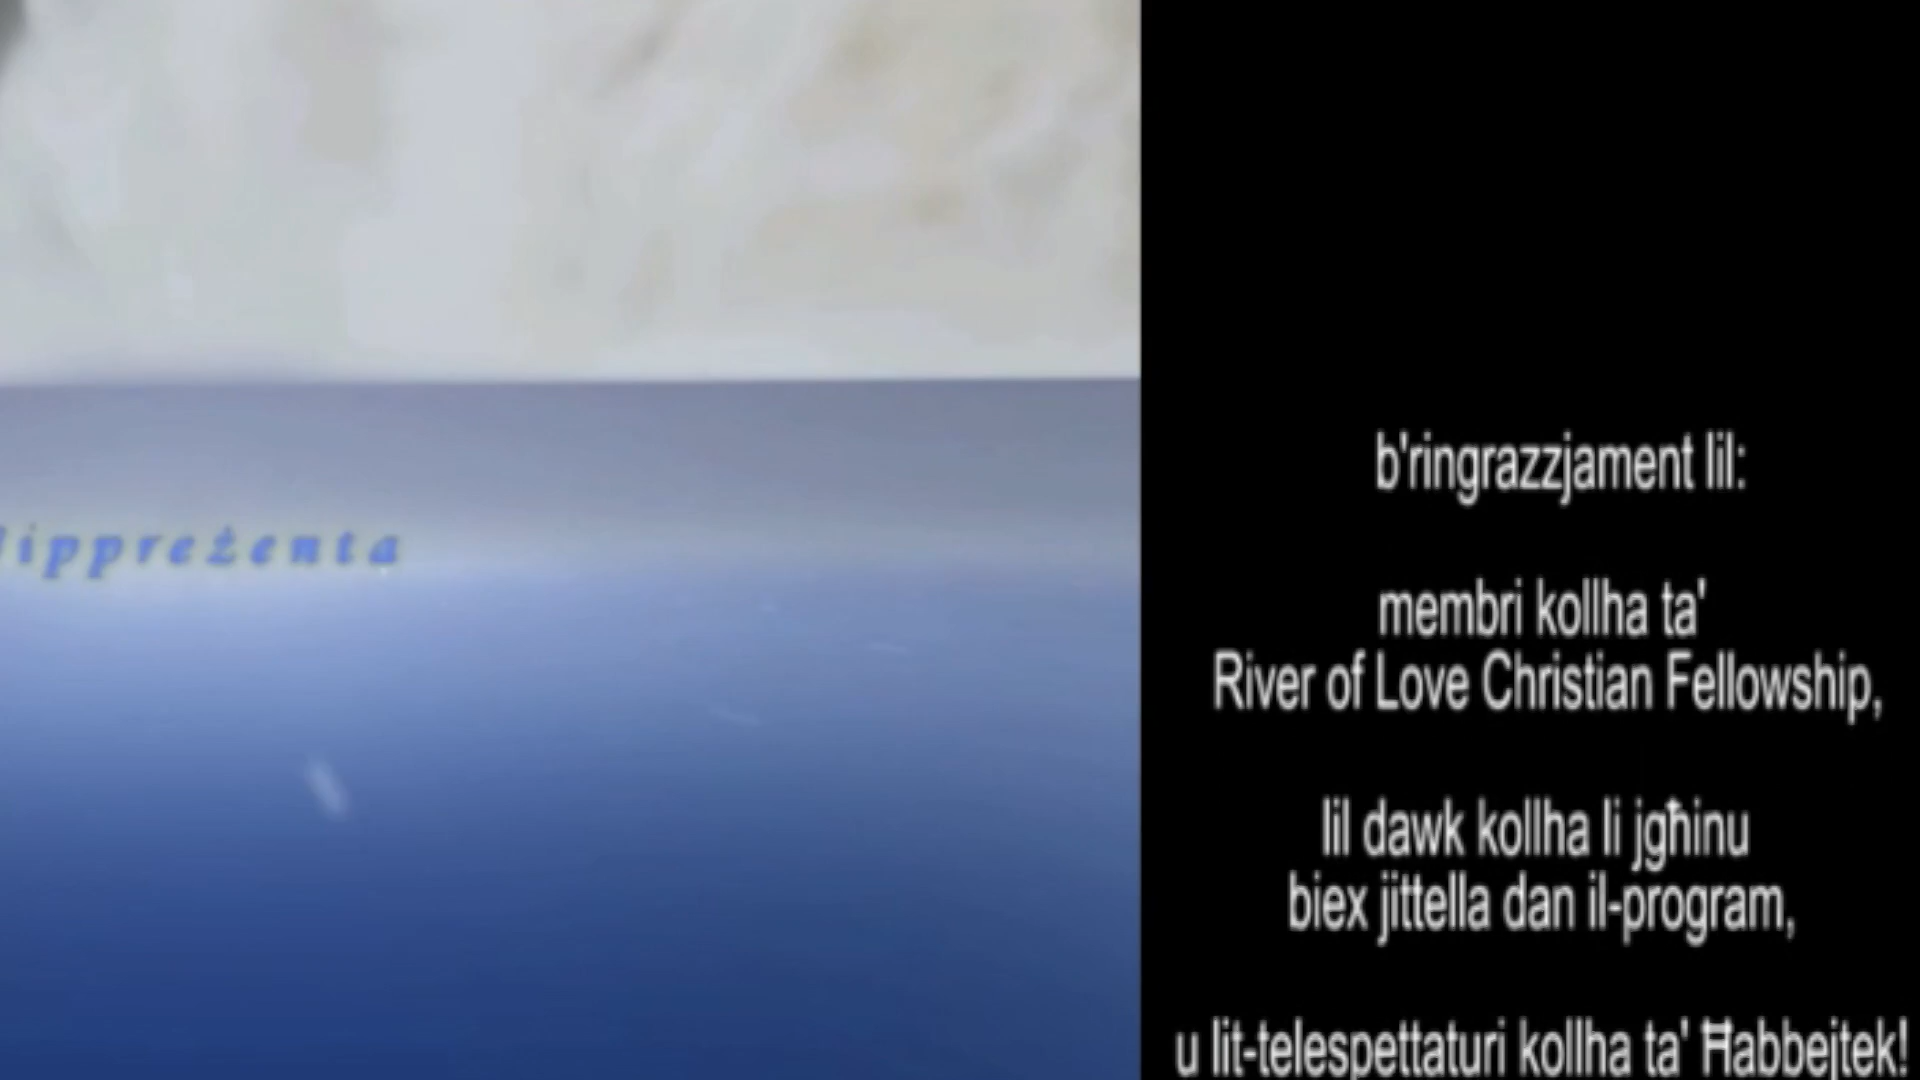 jippreżenta
b'ringrazzjament lil:
membri kollha ta'
River of Love Christian Fellowship,
lil dawk kollha li jgħinu
biex jittella dan il-program,
u lit-telespettaturi kollha ta' Ħabbejtek!